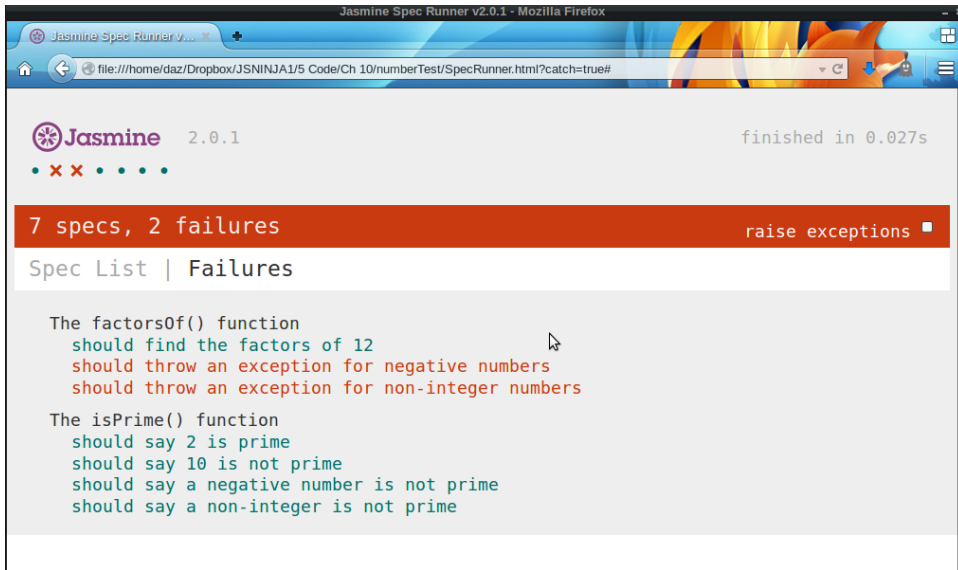 Jasmine Spec Runner v2.0.1 - Mozilla Firefox
Jasmine Spec Runner v...
file:///home/daz/Dropbox/JSNINJA1/5 Code/Ch 10/numberTest/SpecRunner.html?catch=true#
Jasmine 2.0.1 finished in 0.027s
7 specs, 2 failures raise exceptions
Spec List | Failures
The factorsOf() function
should find the factors of 12
should throw an exception for negative numbers
should throw an exception for non-integer numbers
The isPrime() function
should say 2 is prime
should say 10 is not prime
should say a negative number is not prime
should say a non-integer is not prime